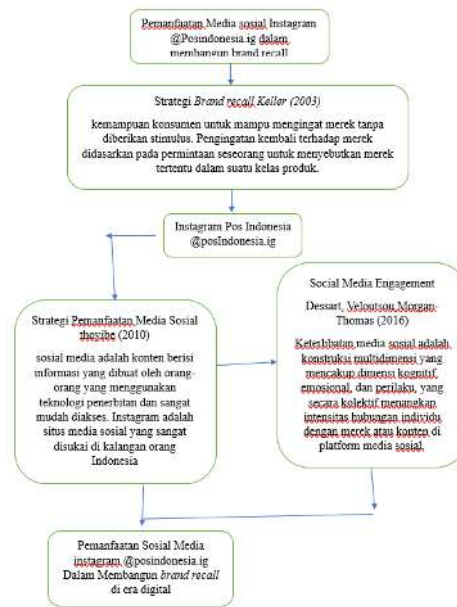 Pemanfaatan Media sosial Instagram
@Posindonesia.ig dalam
membangun brand recall
Strategi Brand recall Keller (2003)
kemampuan konsumen untuk mampu mengingat merek tanpa
diberikan stimulus. Pengingatan kembali terhadap merek
didasarkan pada permintaan seseorang untuk menyebutkan merek
tertentu dalam suatu kelas produk.
Instagram Pos Indonesia
@posIndonesia.ig
Strategi Pemanfaatan Media Sosial
thoyibe (2010)
sosial media adalah konten berisi
informasi yang dibuat oleh orang-
orang yang menggunakan
teknologi penerbitan dan sangat
mudah diakses. Instagram adalah
situs media sosial yang sangat
disukai di kalangan orang
Indonesia
Social Media Engagement
Dessart, Veloutsou Morgan-
Thomas (2016)
Keterlibatan media sosial adalah
konstruksi multidimensi yang
mencakup dimensi kognitif,
emosional, dan perilaku, yang
secara kolektif menangkap
intensitas hubungan individu
dengan merek atau konten di
platform media sosial.
Pemanfaatan Sosial Media
instagram @posindonesia.ig
Dalam Membangun brand recall
di era digital